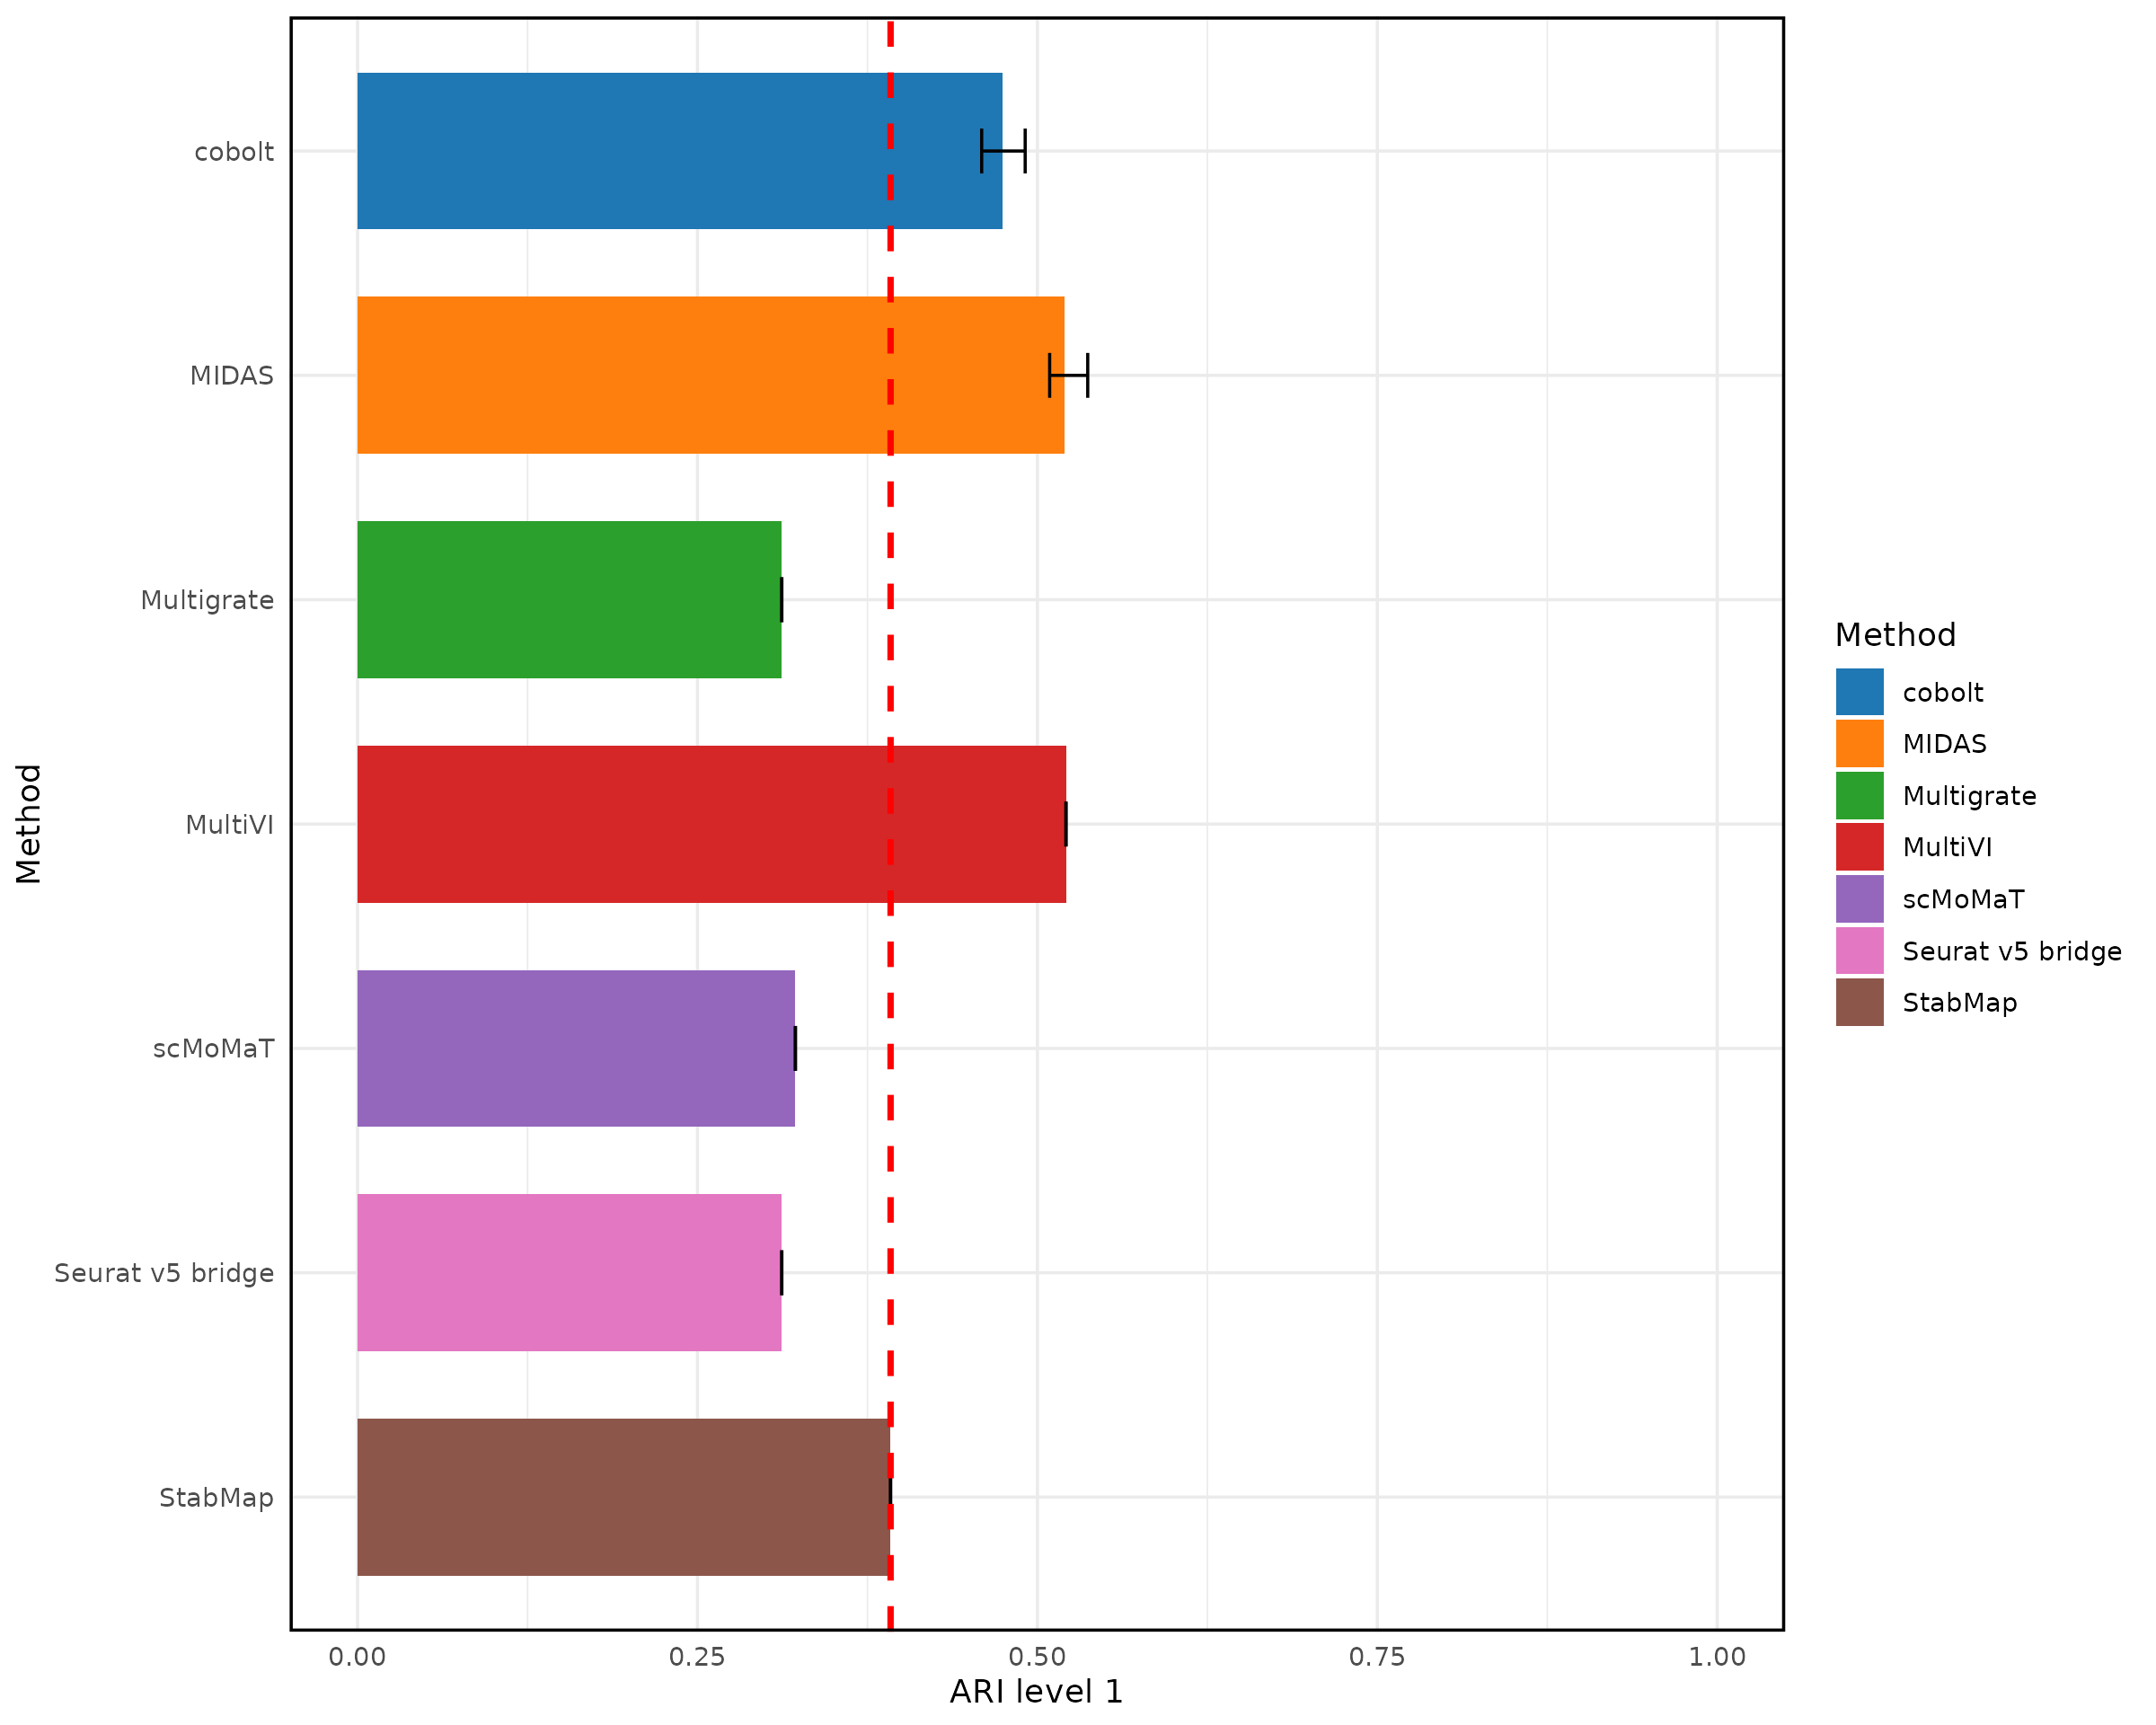 cobolt
MIDAS
Multigrate
MultiVI
scMoMaT
Seurat v5 bridge
StabMap
Method
0.00 0.25 0.50 0.75 1.00
ARI level 1
Method
cobolt
MIDAS
Multigrate
MultiVI
scMoMaT
Seurat v5 bridge
StabMap